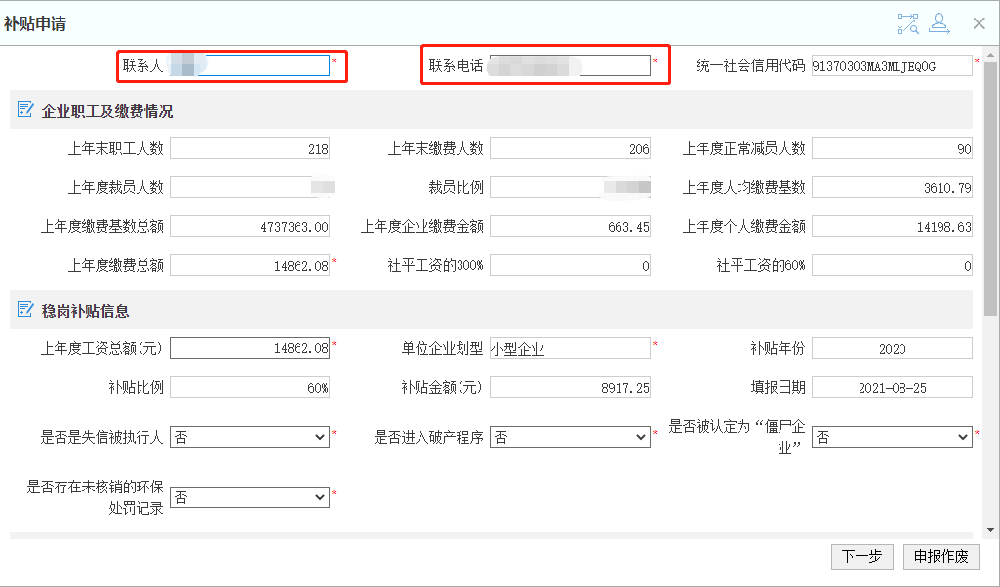 补贴申请
联系人 * 联系电话 * 统一社会信用代码 91370303MA3MLJEQ0G *
企业职工及缴费情况
上年末职工人数 218 上年末缴费人数 206 上年度正常减员人数 90
上年度裁员人数 裁员比例 上年度人均缴费基数 3610.79
上年度缴费基数总额 4737363.00 上年度企业缴费金额 663.45 上年度个人缴费金额 14198.63
上年度缴费总额 14862.08 * 社平工资的300% 0 社平工资的60% 0
稳岗补贴信息
上年度工资总额(元) 14862.08 * 单位企业划型 小型企业 * 补贴年份 2020
补贴比例 60% 补贴金额(元) 8917.25 填报日期 2021-08-25
是否是失信被执行人 否 * 是否进入破产程序 否 * 是否被认定为“僵尸企
业” 否 *
是否存在未核销的环保
处罚记录 否 *
下一步 申报作废